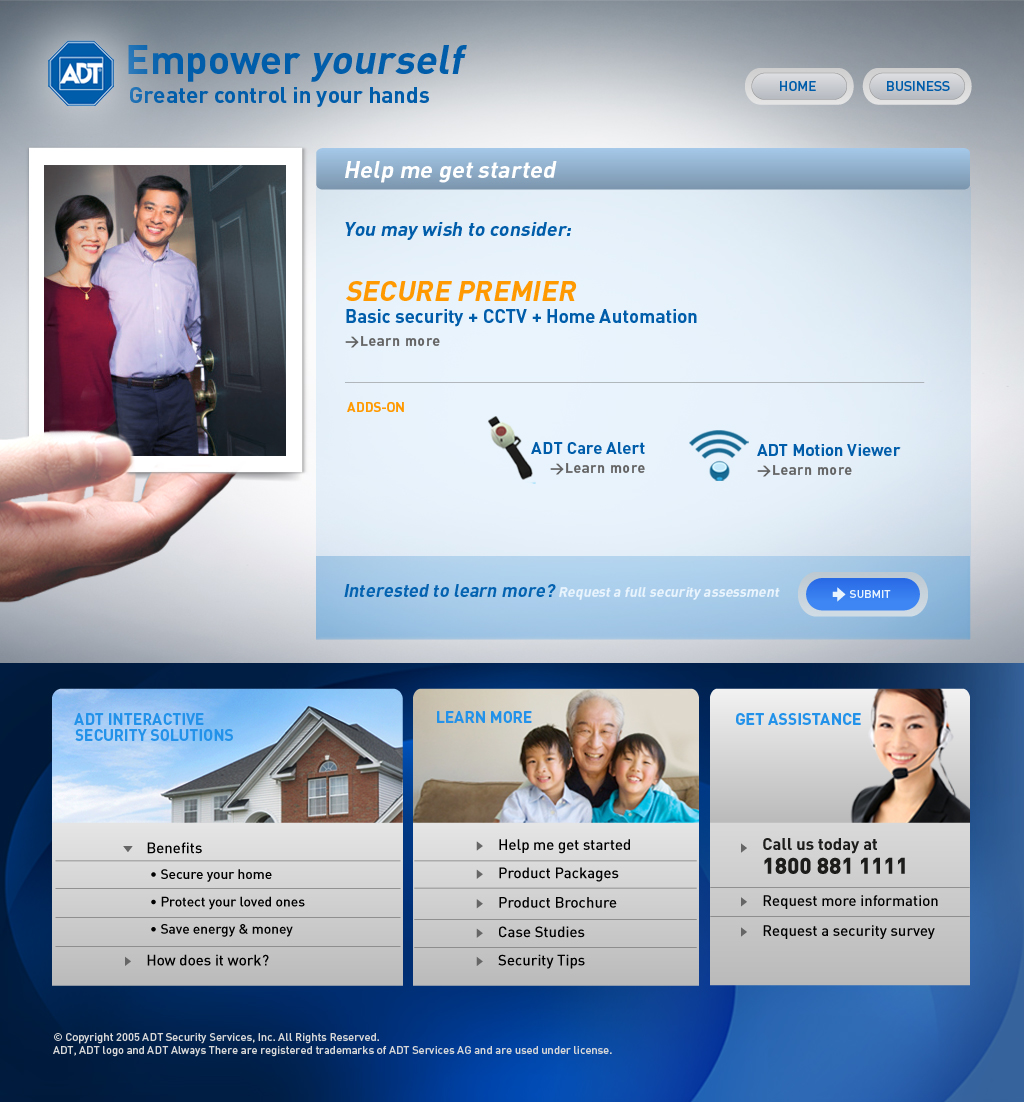 ADT
Empower yourself
Greater control in your hands
HOME
BUSINESS
Help me get started
You may wish to consider:
SECURE PREMIER
Basic security + CCTV + Home Automation
Learn more
ADDS-ON
ADT Care Alert
Learn more
ADT Motion Viewer
Learn more
Interested to learn more? Request a full security assessment
SUBMIT
ADT INTERACTIVE
SECURITY SOLUTIONS
Benefits
• Secure your home
• Protect your loved ones
• Save energy & money
How does it work?
LEARN MORE
Help me get started
Product Packages
Product Brochure
Case Studies
Security Tips
GET ASSISTANCE
Call us today at
1800 881 1111
Request more information
Request a security survey
© Copyright 2005 ADT Security Services, Inc. All Rights Reserved.
ADT, ADT logo and ADT Always There are registered trademarks of ADT Services AG and are used under license.